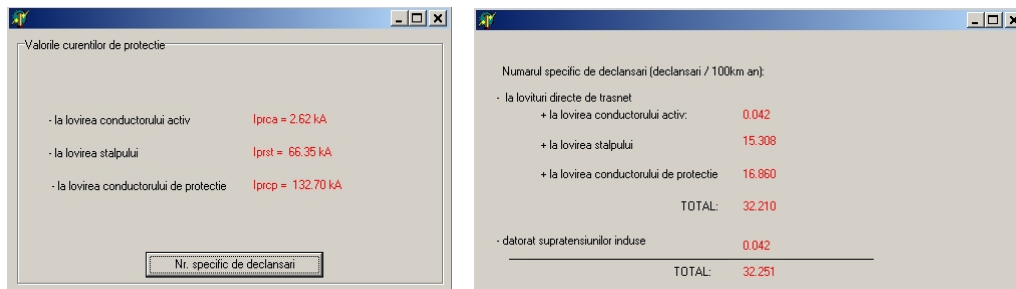 Valorile curentilor de protectie
- la lovirea conductorului activ Iprca = 2.62 kA
- la lovirea stalpului Iprst = 66.35 kA
- la lovirea conductorului de protectie Iprcp = 132.70 kA
Nr. specific de declansari
Numarul specific de declansari (declansari / 100km an):
- la lovituri directe de trasnet
+ la lovirea conductorului activ: 0.042
+ la lovirea stalpului 15.308
+ la lovirea conductorului de protectie 16.860
TOTAL: 32.210
- datorat supratensiunilor induse 0.042
TOTAL: 32.251